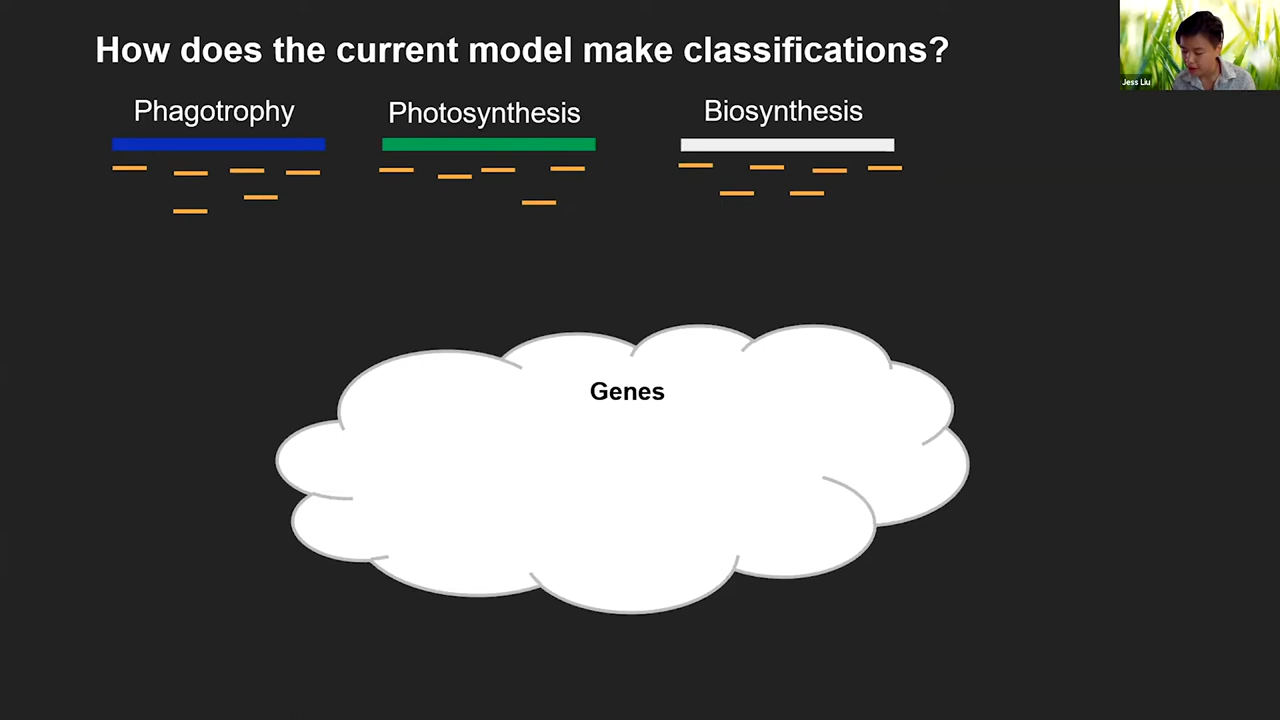 How does the current model make classifications?
Jess Liu
Phagotrophy
Photosynthesis
Biosynthesis
Genes